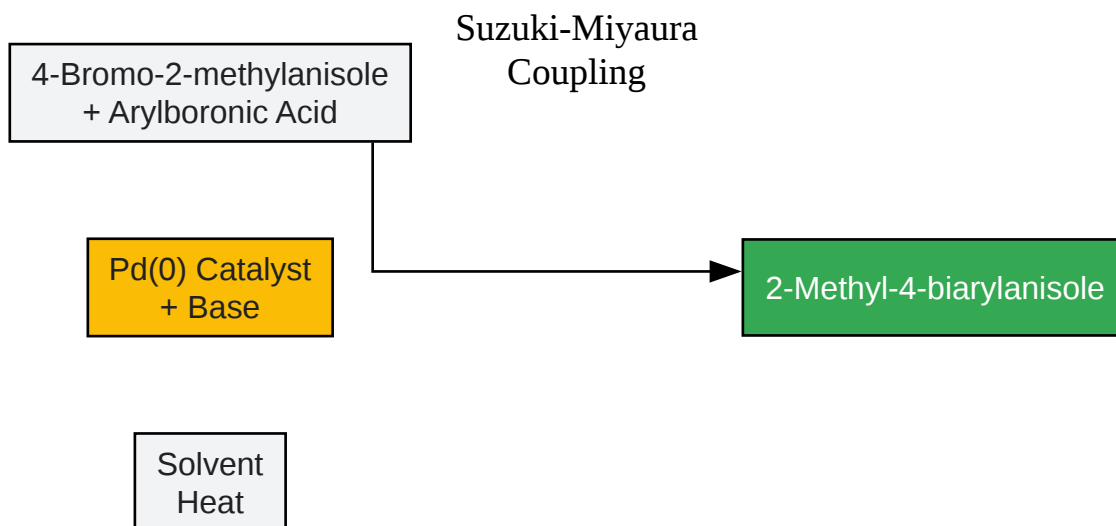 Suzuki-Miyaura
Coupling
4-Bromo-2-methylanisole
+ Arylboronic Acid
Pd(0) Catalyst
+ Base
2-Methyl-4-biarylanisole
Solvent
Heat